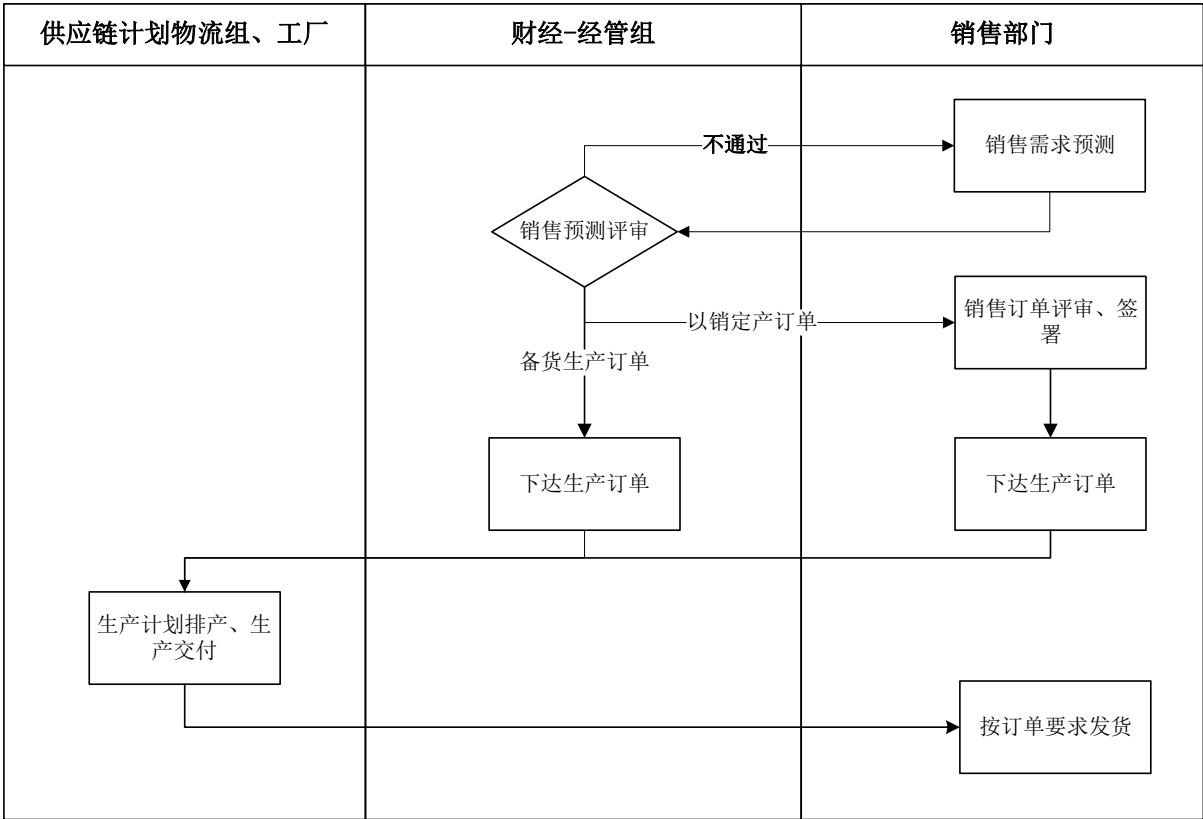 供应链计划物流组、工厂
财经-经管组
销售部门
不通过
销售需求预测
销售预测评审
以销定产订单
销售订单评审、签
署
备货生产订单
下达生产订单
下达生产订单
生产计划排产、生
产交付
按订单要求发货